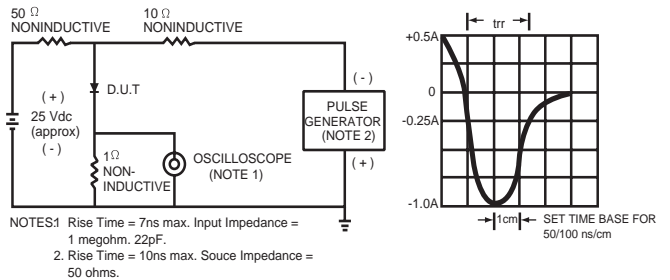 50 Ω
NONINDUCTIVE
10 Ω
NONINDUCTIVE
trr
+0.5A
D.U.T
(+)
25 Vdc
(approx)
(-)
(-)
PULSE
GENERATOR
(NOTE 2)
(+)
0
-0.25A
1Ω
NON-
INDUCTIVE
OSCILLOSCOPE
(NOTE 1)
-1.0A
1cm
SET TIME BASE FOR
50/100 ns/cm
NOTES:1 Rise Time = 7ns max. Input Impedance =
1 megohm. 22pF.
2. Rise Time = 10ns max. Souce Impedance =
50 ohms.